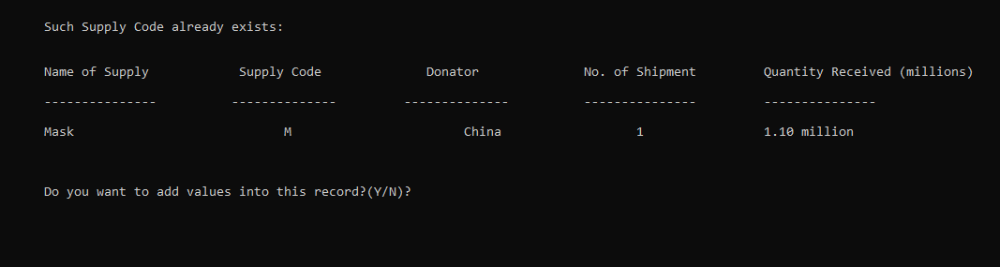 Such Supply Code already exists:
Name of Supply Supply Code Donator No. of Shipment Quantity Received (millions)
--------------- -------------- -------------- --------------- ---------------
Mask M China 1 1.10 million
Do you want to add values into this record?(Y/N)?